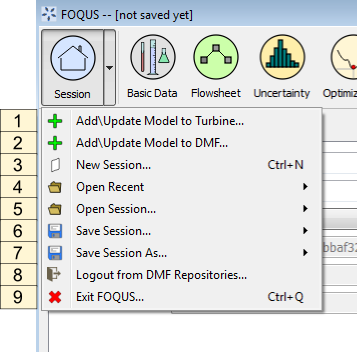 FOQUS -- [not saved yet]
Session
Basic Data
Flowsheet
Uncertainty
1 Add\Update Model to Turbine...
2 Add\Update Model to DMF...
3 New Session... Ctrl+N
4 Open Recent
5 Open Session...
6 Save Session...
7 Save Session As...
bbaf32
8 Logout from DMF Repositories...
9 Exit FOQUS... Ctrl+Q